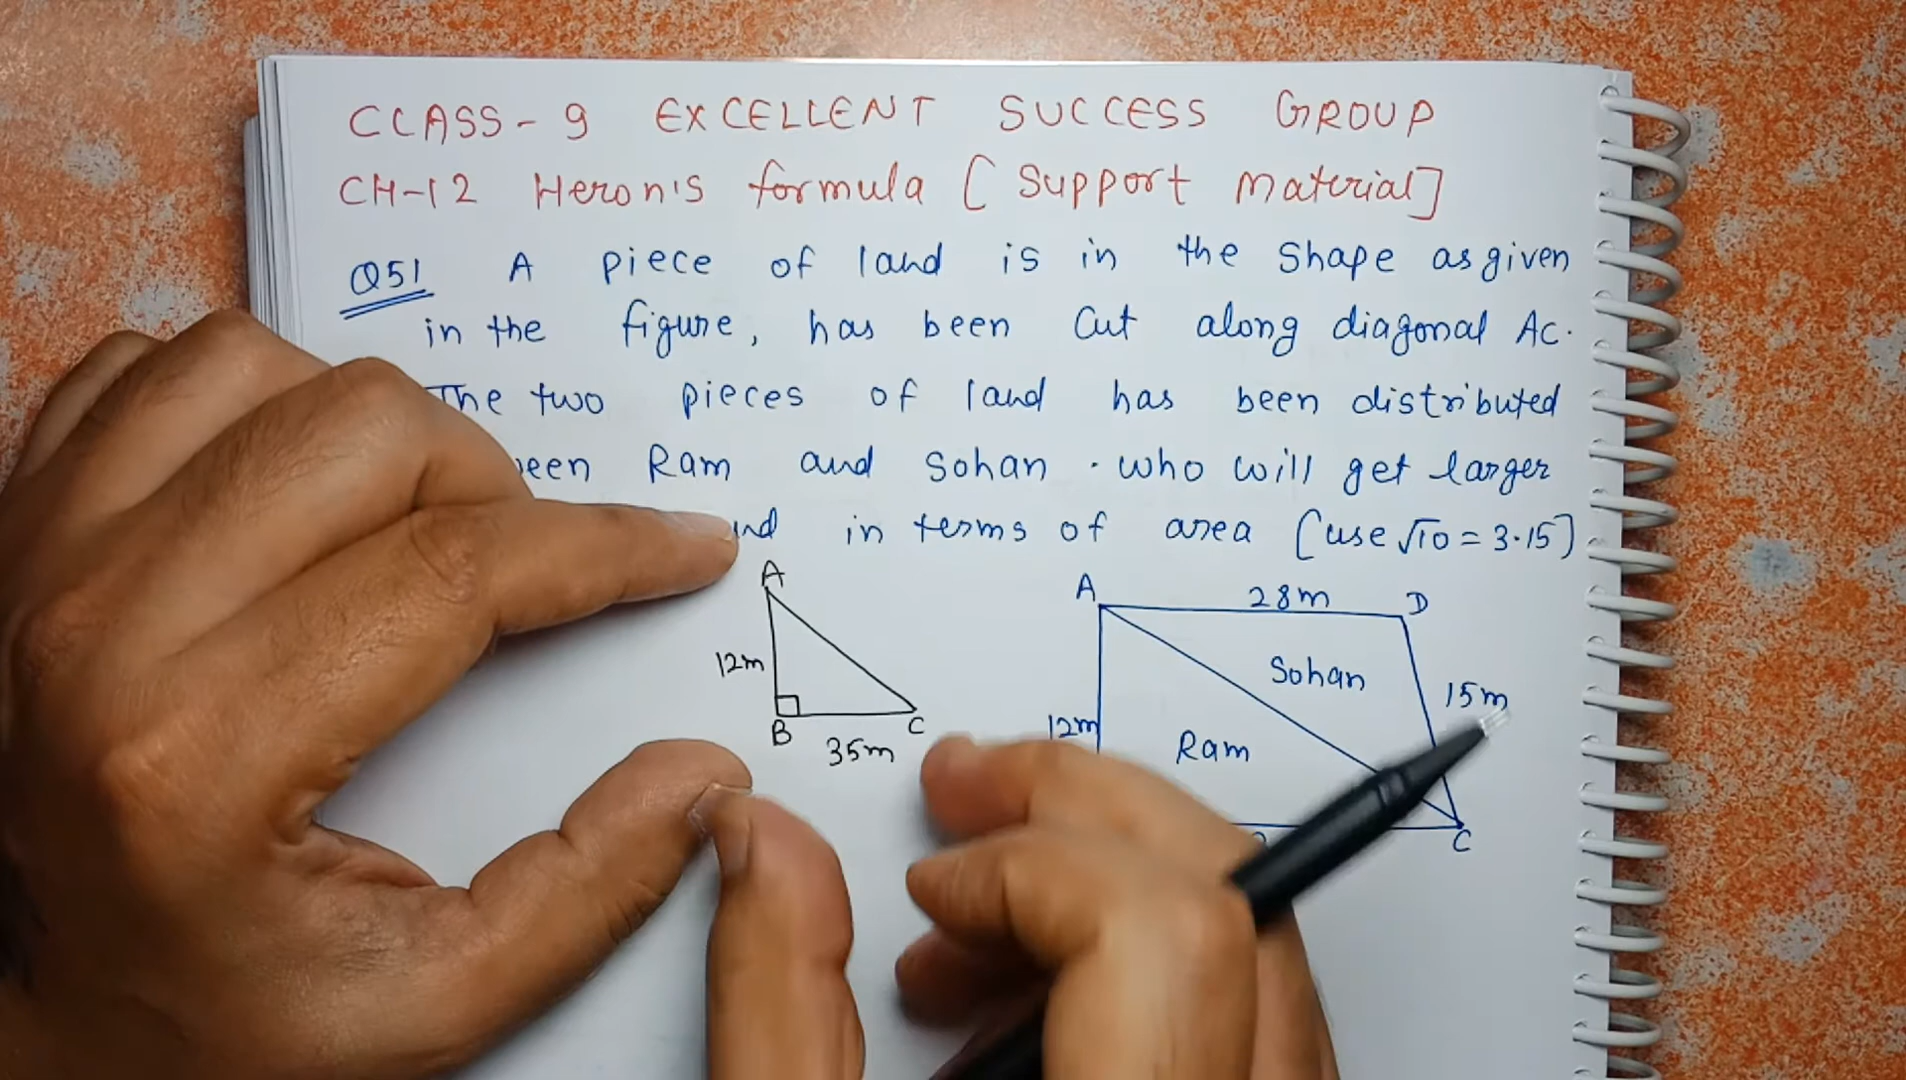 CLASS-9 EXCELLENT SUCCESS GROUP
CH-12 Heron's formula [Support Material]
Q51 A piece of land is in the shape as given
in the figure, has been cut along diagonal AC.
The two pieces of land has been distributed
een Ram and Sohan. who will get larger
nd in terms of area [use √10 = 3.15]
A
12m
B
C
35m
A
28m
D
Sohan
15m
12m
Ram
C